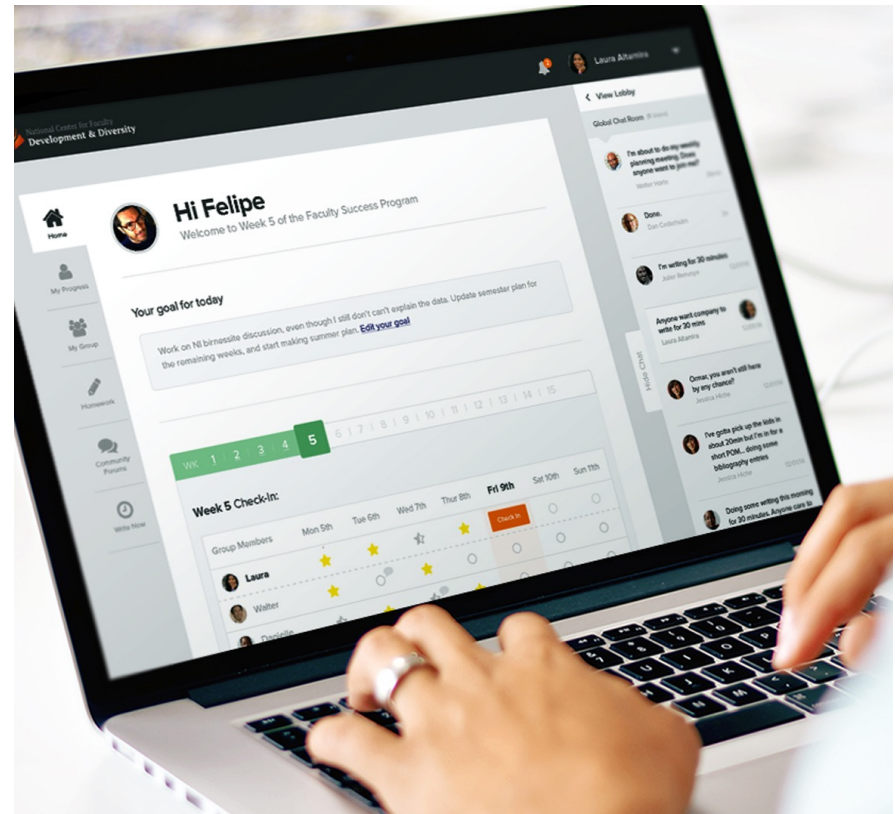 National Center for Faculty
Development & Diversity
Laura Altamira
Home
My Progress
My Group
Homework
Community
Forums
Write Now
Hi Felipe
Welcome to Week 5 of the Faculty Success Program
Your goal for today
Work on NI birnessite discussion, even though I still don't can't explain the data. Update semester plan for
the remaining weeks, and start making summer plan. Edit your goal
WK 1 | 2 | 3 | 4 5 6 | 7 | 8 | 9 | 10 | 11 | 12 | 13 | 14 | 15
Week 5 Check-In:
Group Members Mon 5th Tue 6th Wed 7th Thur 8th Fri 9th Sat 10th Sun 11th
Laura Check In
Walter
Danielle
View Lobby
Global Chat Room
I'm about to do my weekly
planning meeting. Does
anyone want to join me?
Done.
I'm writing for 30 minutes
Anyone want company to
write for 30 mins
Laura Altamira
Ormar, you aren't still here
by any chance?
Jessica Hiche
I've gotta pick up the kids in
about 20min but I'm in for a
short POM... doing some
bibliography entries
Jessica Hiche
Doing some writing this morning
for 30 minutes. Anyone care to
Hide Chat